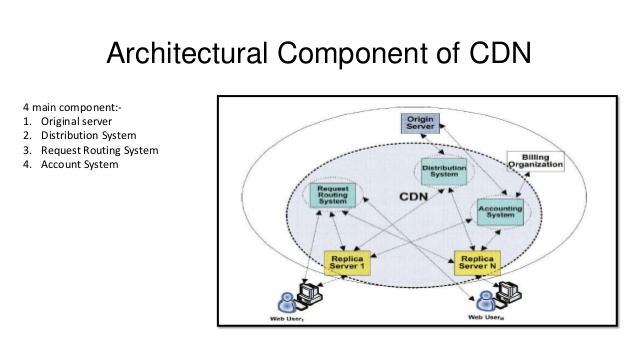 Architectural Component of CDN
4 main component:-
1. Original server
2. Distribution System
3. Request Routing System
4. Account System
Origin
Server
Billing
Organization
Distribution
System
Request
Routing
System
CDN
Accounting
System
Replica
Server 1
Replica
Server N
Web User₁
Web User